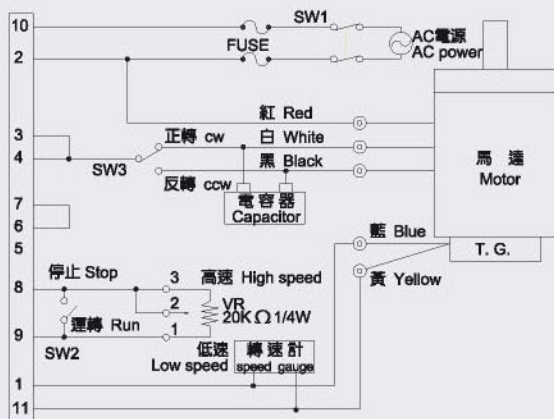 10
SW1
AC電源
AC power
FUSE
2
紅 Red
3
正轉 cw
白 White
4
SW3
黑 Black
馬達
Motor
反轉 ccw
電容器
Capacitor
7
6
藍 Blue
5
T. G.
黃 Yellow
停止 Stop
3
高速 High speed
8
2
VR
20KΩ 1/4W
運轉 Run
1
9
SW2
低速
Low speed
轉速計
speed gauge
1
11